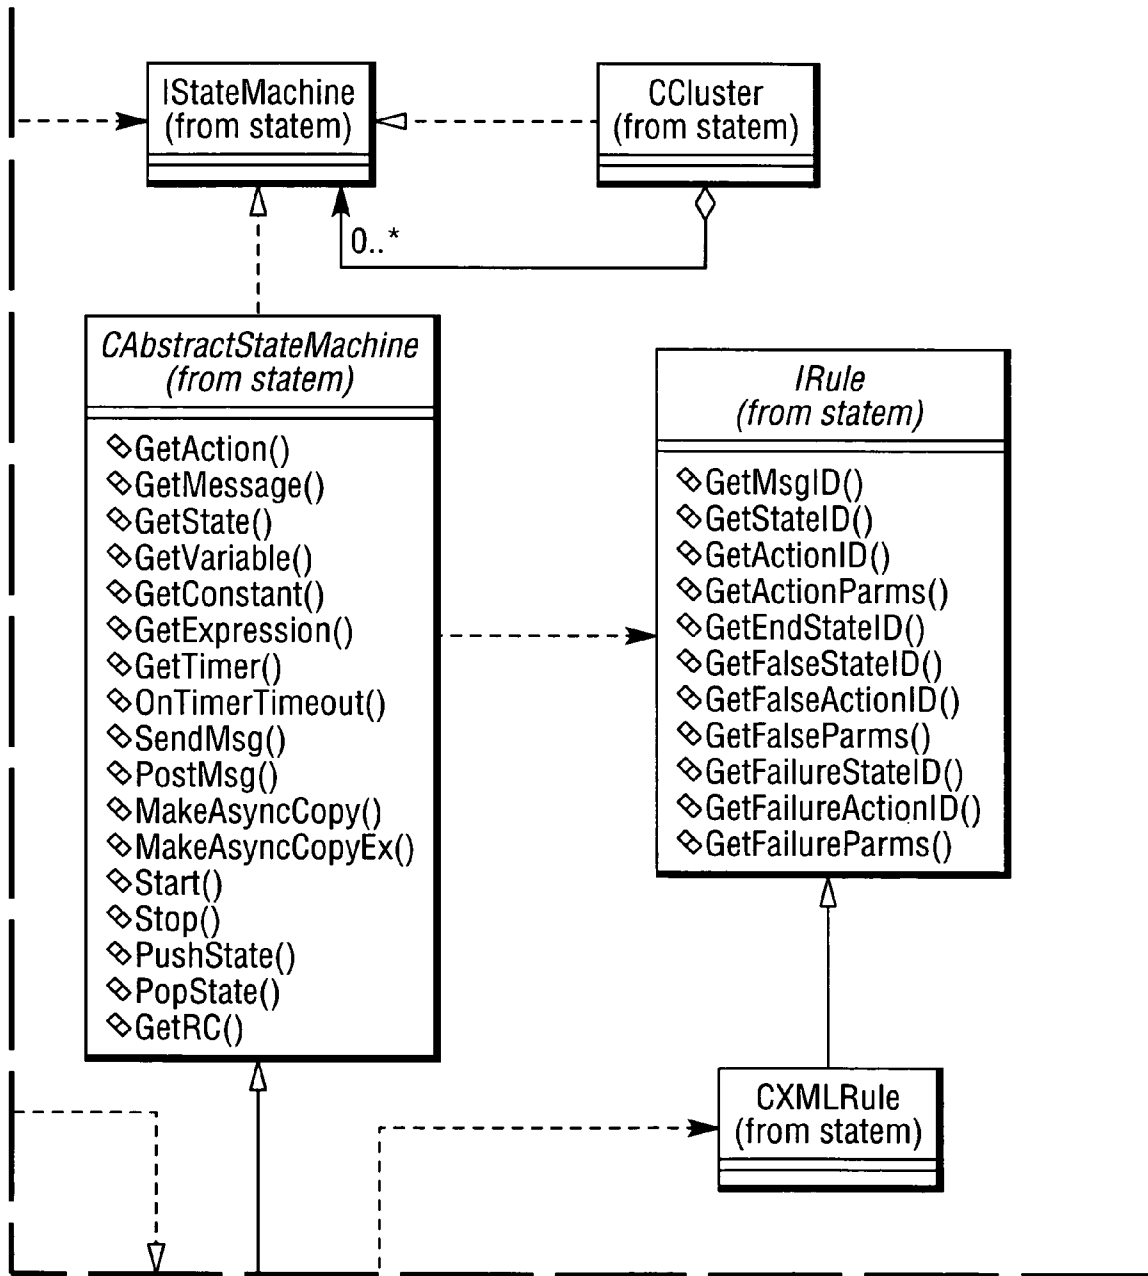 IStateMachine
(from statem)
CCluster
(from statem)
0..*
CAbstractStateMachine
(from statem)
GetAction()
GetMessage()
GetState()
GetVariable()
GetConstant()
GetExpression()
GetTimer()
OnTimerTimeout()
SendMsg()
PostMsg()
MakeAsyncCopy()
MakeAsyncCopyEx()
Start()
Stop()
PushState()
PopState()
GetRC()
IRule
(from statem)
GetMsgID()
GetStateID()
GetActionID()
GetActionParms()
GetEndStateID()
GetFalseStateID()
GetFalseActionID()
GetFalseParms()
GetFailureStateID()
GetFailureActionID()
GetFailureParms()
CXMLRule
(from statem)